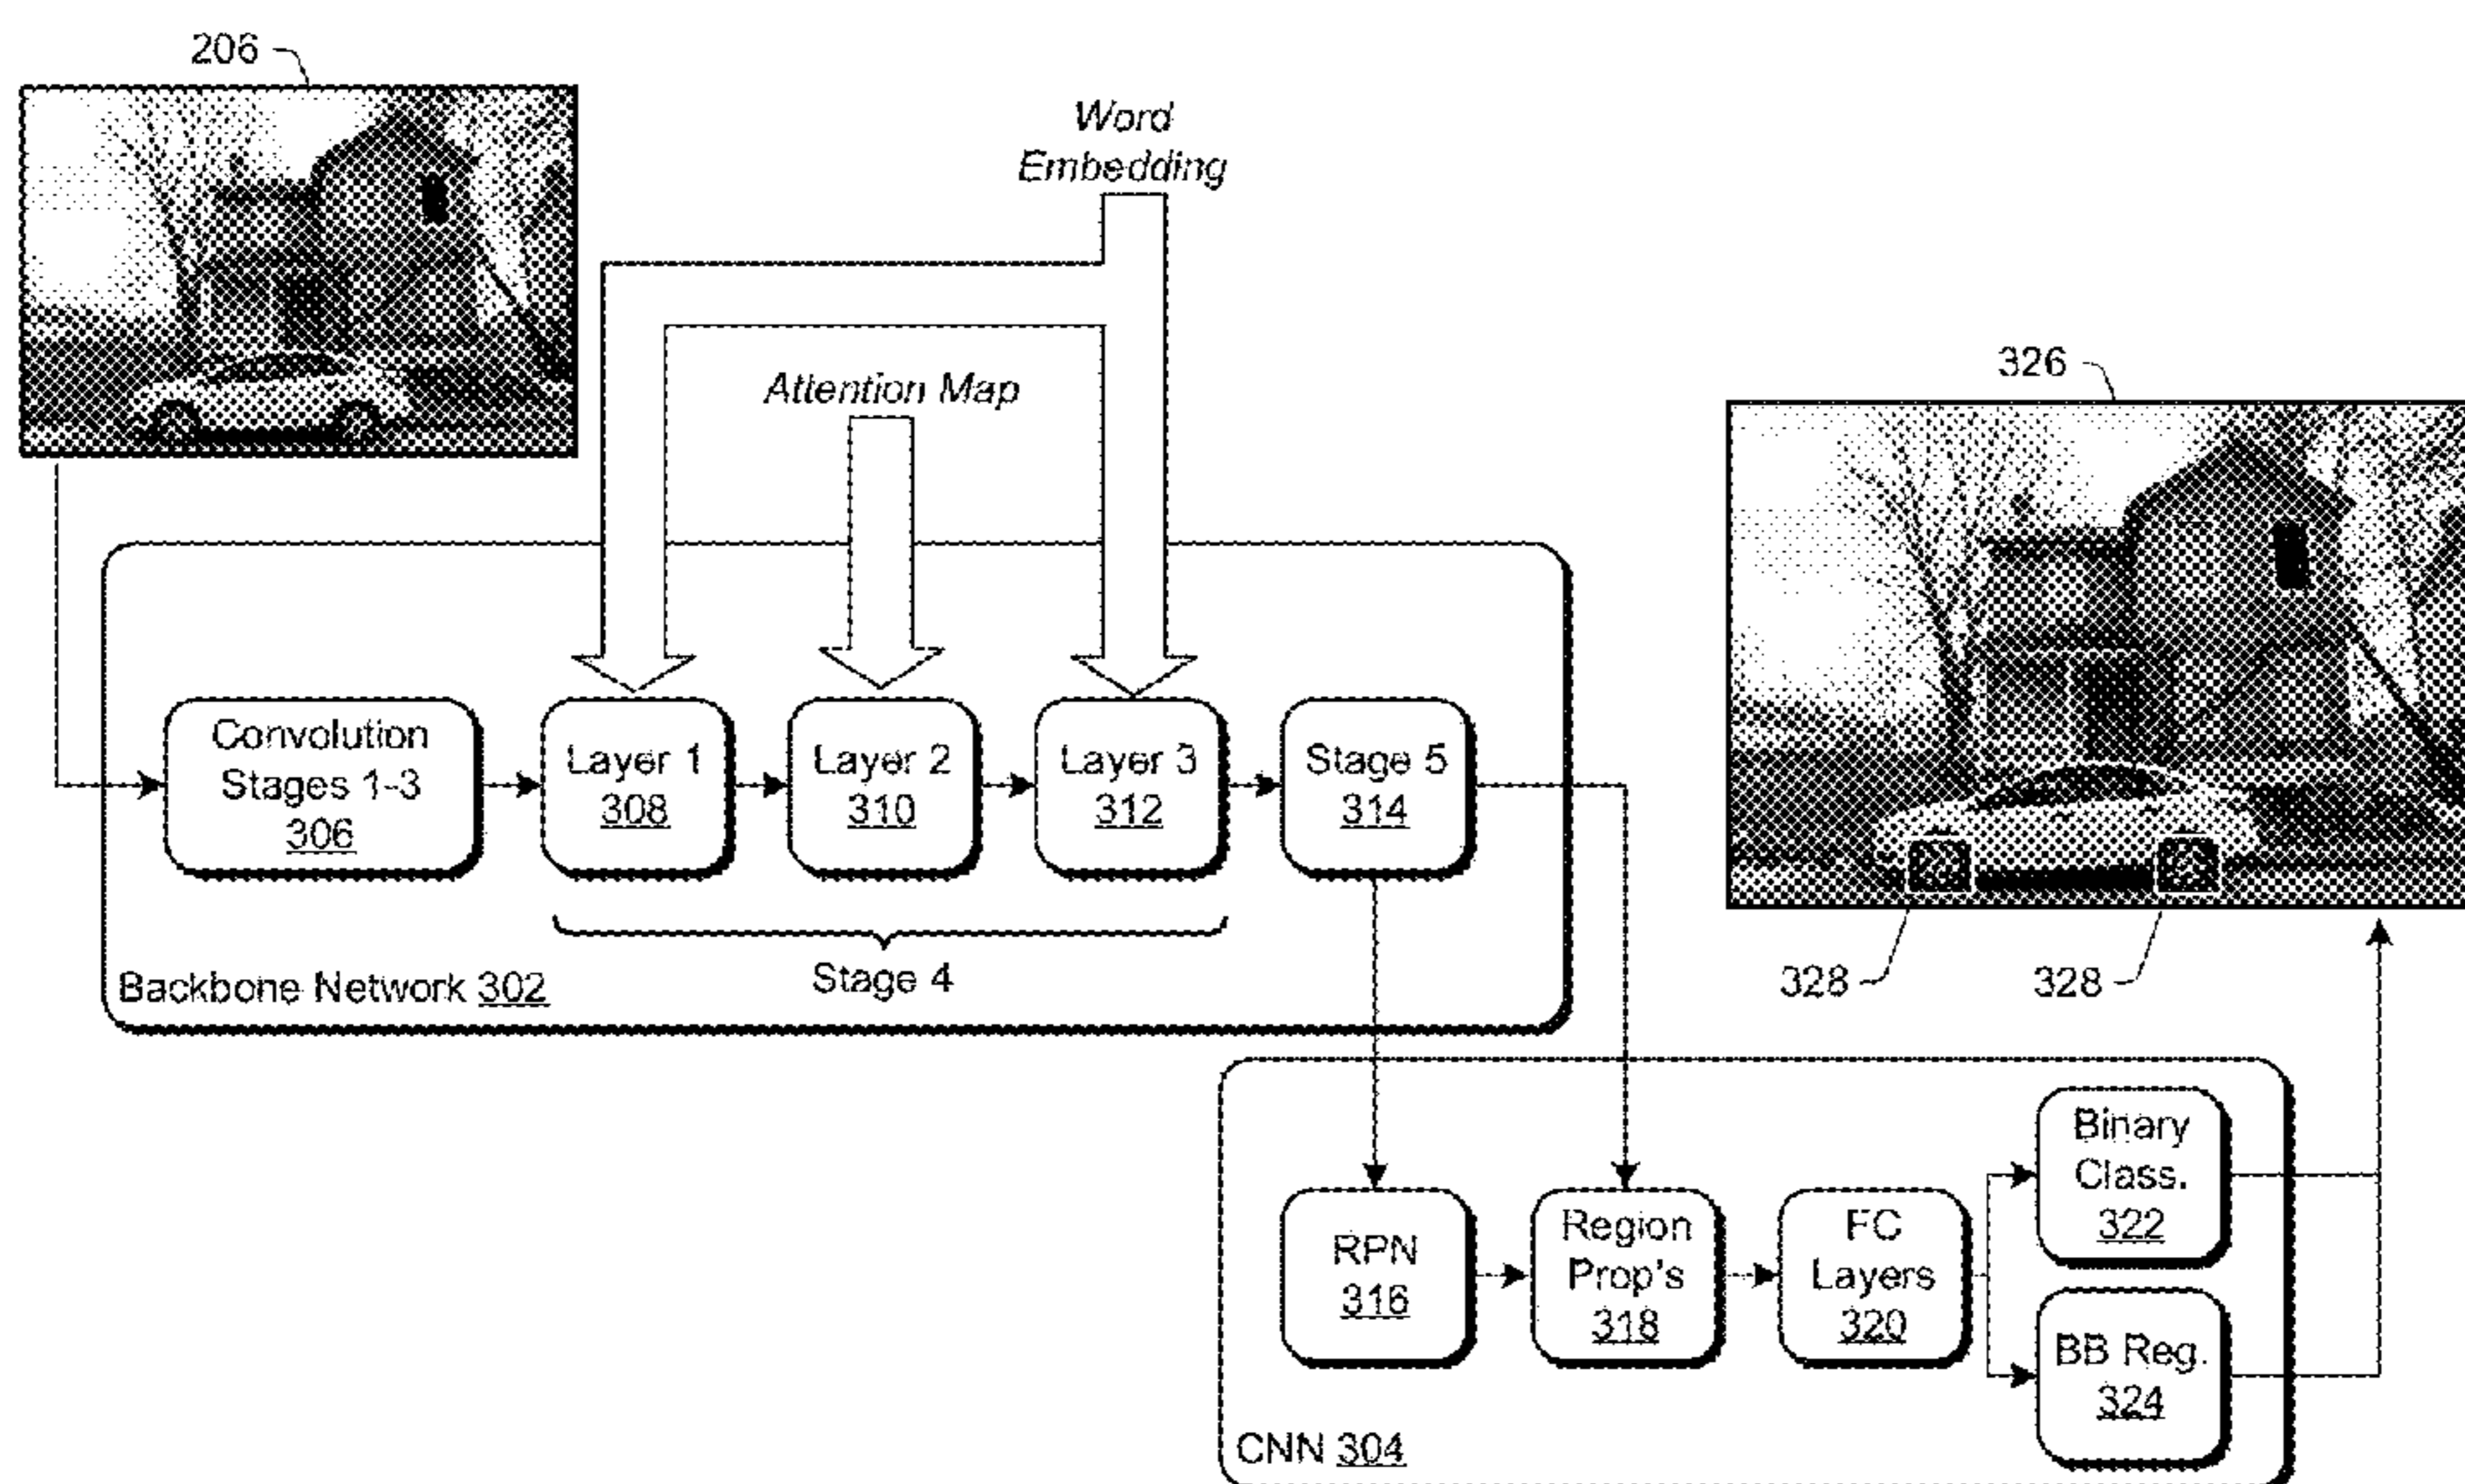 206
Word
Embedding
Attention Map
326
Convolution
Stages 1-3
306
Layer 1
308
Layer 2
310
Layer 3
312
Stage 5
314
Stage 4
Backbone Network 302
328
328
RPN
316
Region
Prop's
318
FC
Layers
320
Binary
Class.
322
BB Reg.
324
CNN 304